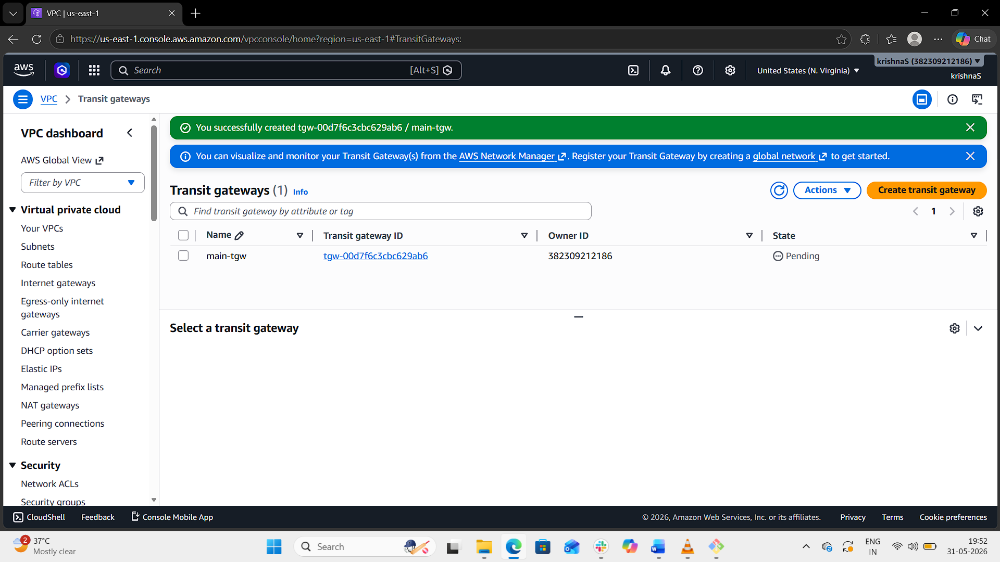 VPC | us-east-1
https://us-east-1.console.aws.amazon.com/vpcconsole/home?region=us-east-1#TransitGateways:
Chat
aws
Search
[Alt+S]
United States (N. Virginia)
krishnaS (382309212186)
krishnaS
VPC
Transit gateways
VPC dashboard
AWS Global View
Filter by VPC
Virtual private cloud
Your VPCs
Subnets
Route tables
Internet gateways
Egress-only internet
gateways
Carrier gateways
DHCP option sets
Elastic IPs
Managed prefix lists
NAT gateways
Peering connections
Route servers
Security
Network ACLs
Security groups
You successfully created tgw-00d7f6c3cbc629ab6 / main-tgw.
You can visualize and monitor your Transit Gateway(s) from the AWS Network Manager. Register your Transit Gateway by creating a global network to get started.
Transit gateways (1) Info
Actions
Create transit gateway
Find transit gateway by attribute or tag
1
Name Transit gateway ID Owner ID State
main-tgw tgw-00d7f6c3cbc629ab6 382309212186 Pending
Select a transit gateway
CloudShell Feedback Console Mobile App
© 2026, Amazon Web Services, Inc. or its affiliates. Privacy Terms Cookie preferences
2
37°C
Mostly clear
Search
ENG
IN
19:52
31-05-2026